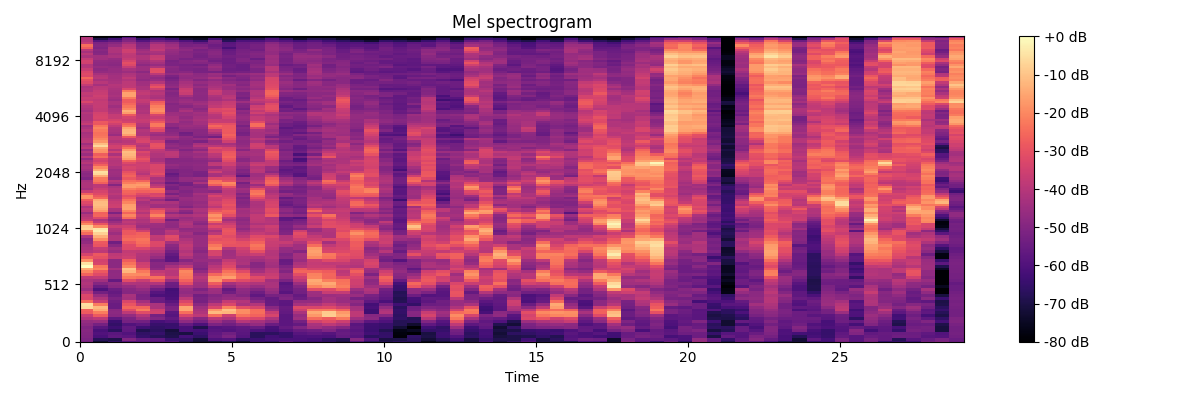 Mel spectrogram
Hz
8192
4096
2048
1024
512
0
0 5 10 15 20 25
Time
+0 dB
-10 dB
-20 dB
-30 dB
-40 dB
-50 dB
-60 dB
-70 dB
-80 dB